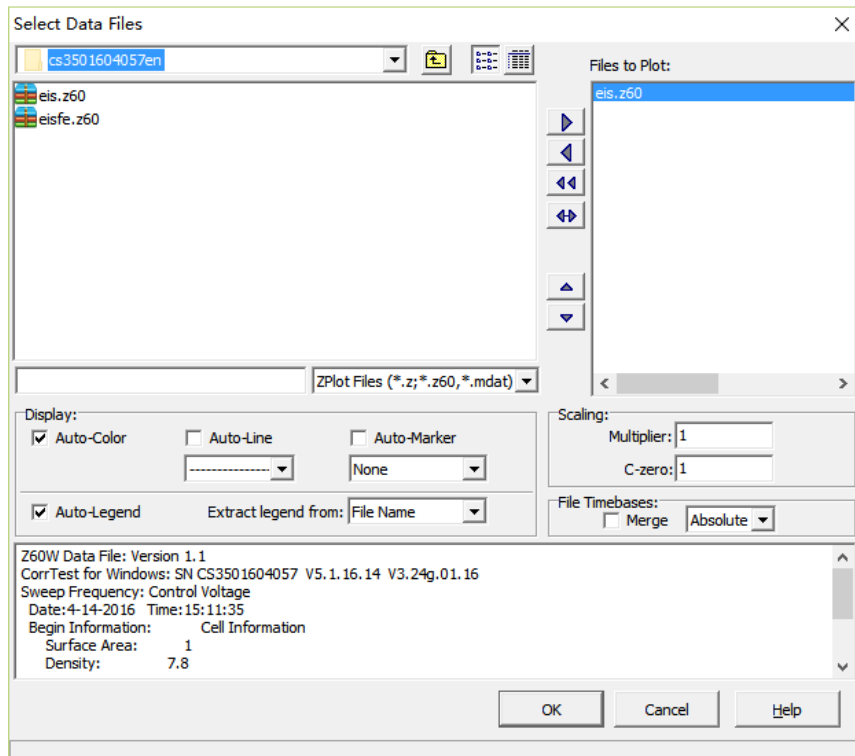 Select Data Files
cs3501604057en
Files to Plot:
eis.z60
eisfe.z60
eis.z60
ZPlot Files (*.z;*.z60,*.mdat)
Display:
Auto-Color Auto-Line Auto-Marker
None
Auto-Legend Extract legend from: File Name
Scaling:
Multiplier: 1
C-zero: 1
File Timebases:
Merge Absolute
Z60W Data File: Version 1.1
CorrTest for Windows: SN CS3501604057 V5.1.16.14 V3.24g.01.16
Sweep Frequency: Control Voltage
Date:4-14-2016 Time:15:11:35
Begin Information: Cell Information
Surface Area: 1
Density: 7.8
OK Cancel Help